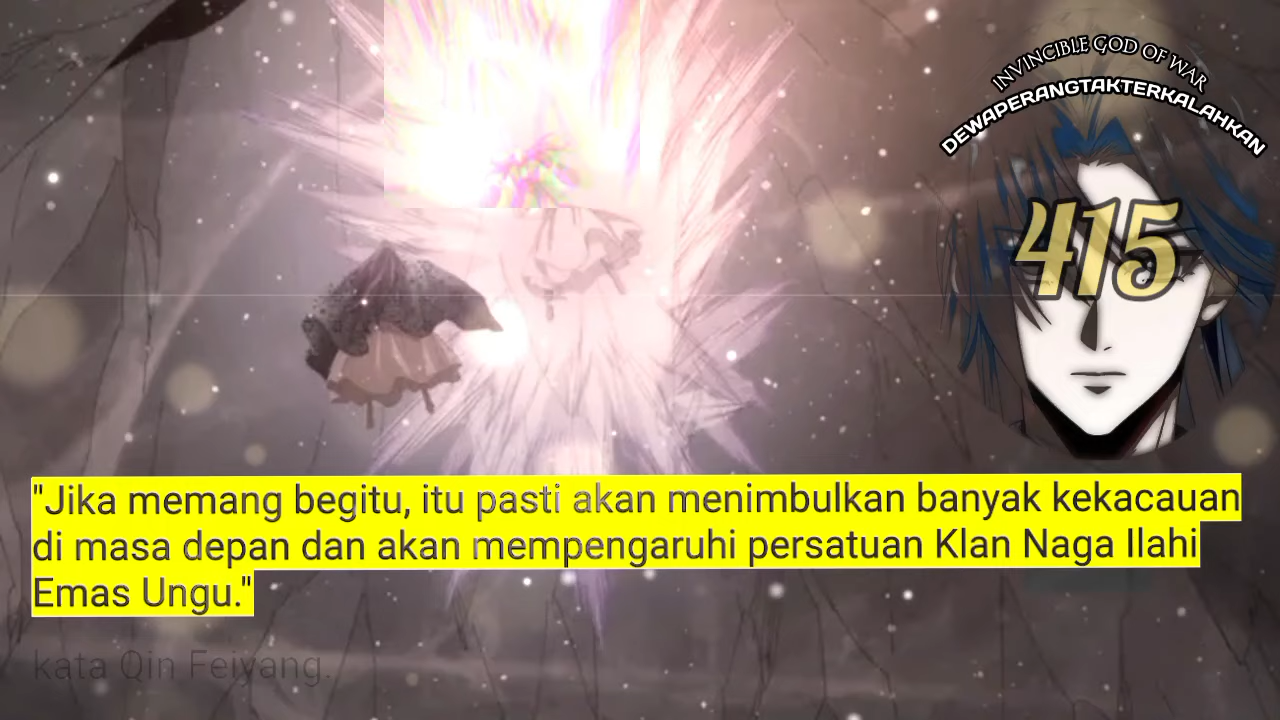 INVINCIBLE GOD OF WAR
DEWAPERANGTAKTERKALAHKAN
415
"Jika memang begitu, itu pasti akan menimbulkan banyak kekacauan
di masa depan dan akan mempengaruhi persatuan Klan Naga Ilahi
Emas Ungu."
kata Qin Feiyang.